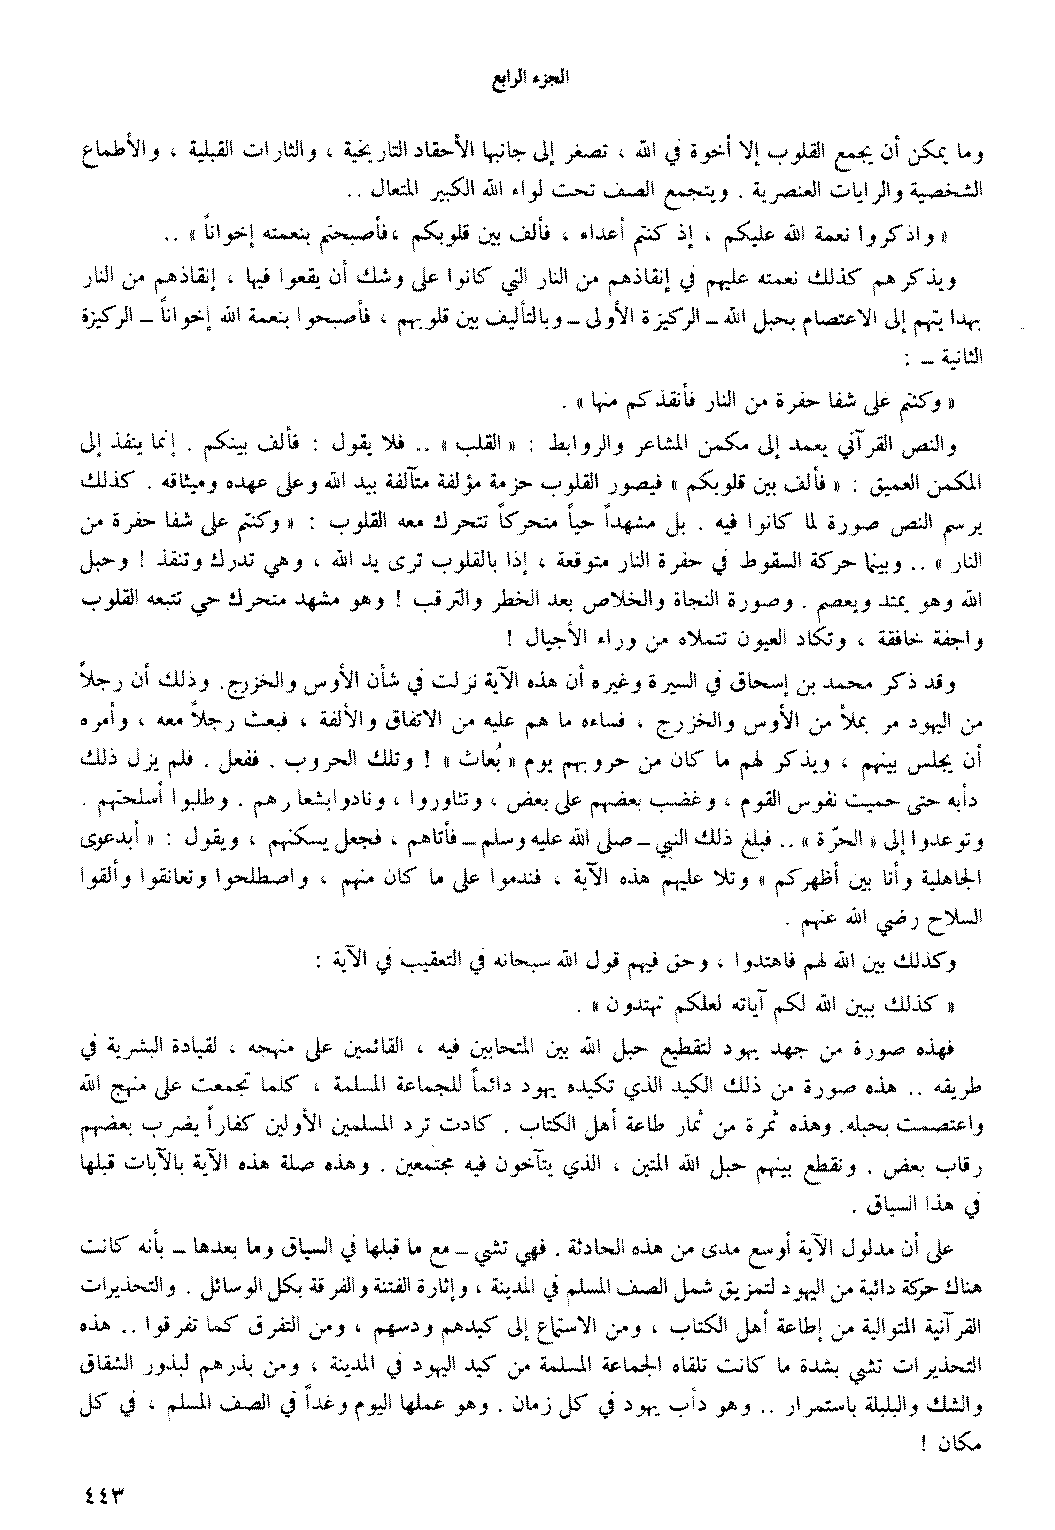 الجزء الرابع
وما يمكن أن يجمع القلوب إلا أخوة في الله ، تصغر إلى جانبها الأحقاد التاريخية ، والثارات القبلية ، والأطماع
الشخصية والرايات العنصرية . ويتجمع الصف تحت لواء الله الكبير المتعال ..
« واذكروا نعمة الله عليكم ، إذ كنتم أعداء ، فألف بين قلوبكم ،فأصبحتم بنعمته إخواناً » ..
ويذكرهم كذلك نعمته عليهم في إنقاذهم من النار التي كانوا على وشك أن يقعوا فيها ، إنقاذهم من النار
بهدايتهم إلى الاعتصام بحبل الله – الركيزة الأولى – وبالتأليف بين قلوبهم ، فأصبحوا بنعمة الله إخواناً – الركيزة
الثانية – :
« وكنتم على شفا حفرة من النار فأنقذكم منها » .
والنص القرآني يعمد إلى مكمن المشاعر والروابط : « القلب » .. فلا يقول : فألف بينكم . إنما ينفذ إلى
المكمن العميق : « فألف بين قلوبكم » فيصور القلوب حزمة مؤلفة متآلفة بيد الله وعلى عهده وميثاقه . كذلك
يرسم النص صورة لما كانوا فيه . بل مشهداً حياً متحركاً تتحرك معه القلوب : « وكنتم على شفا حفرة من
النار » .. وبينما حركة السقوط في حفرة النار متوقعة ، إذا بالقلوب ترى يد الله ، وهي تدرك وتنقذ ! وحبل
الله وهو يمتد ويعصم . وصورة النجاة والخلاص بعد الخطر والترقب ! وهو مشهد متحرك حي تتبعه القلوب
واجفة خافقة ، وتكاد العيون تتملاه من وراء الأجيال !
وقد ذكر محمد بن إسحاق في السيرة وغيره أن هذه الآية نزلت في شأن الأوس والخزرج. وذلك أن رجلاً
من اليهود مر بملأ من الأوس والخزرج ، فساءه ما هم عليه من الاتفاق والألفة ، فبعث رجلاً معه ، وأمره
أن يجلس بينهم ، ويذكر لهم ما كان من حروبهم يوم « بُعاث » ! وتلك الحروب . ففعل . فلم يزل ذلك
دأبه حتى حميت نفوس القوم ، وغضب بعضهم على بعض ، وتثاوروا ، ونادوابشعارهم . وطلبوا أسلحتهم .
وتوعدوا إلى « الحرّة » .. فبلغ ذلك النبي – صلى الله عليه وسلم – فأتاهم ، فجعل يسكنهم ، ويقول : « أبدعوى
الجاهلية وأنا بين أظهركم » وتلا عليهم هذه الآية ، فندموا على ما كان منهم ، واصطلحوا وتعانقوا وألقوا
السلاح رضي الله عنهم .
وكذلك بين الله لهم فاهتدوا ، وحق فيهم قول الله سبحانه في التعقيب في الآية :
« كذلك يبين الله لكم آياته لعلكم تهتدون » .
فهذه صورة من جهد يهود لتقطيع حبل الله بين المتحابين فيه ، القائمين على منهجه ، لقيادة البشرية في
طريقه .. هذه صورة من ذلك الكيد الذي تكيده يهود دائماً للجماعة المسلمة ، كلما تجمعت على منهج الله
واعتصمت بحبله. وهذه ثمرة من ثمار طاعة أهل الكتاب . كادت ترد المسلمين الأولين كفاراً يضرب بعضهم
رقاب بعض . وتقطع بينهم حبل الله المتين ، الذي يتآخون فيه مجتمعين . وهذه صلة هذه الآية بالآيات قبلها
في هذا السياق .
على أن مدلول الآية أوسع مدى من هذه الحادثة . فهي تشي – مع ما قبلها في السياق وما بعدها – بأنه كانت
هناك حركة دائبة من اليهود لتمزيق شمل الصف المسلم في المدينة ، وإثارة الفتنة والفرقة بكل الوسائل . والتحذيرات
القرآنية المتوالية من إطاعة أهل الكتاب ، ومن الاستماع إلى كيدهم ودسهم ، ومن التفرق كما تفرقوا .. هذه
التحذيرات تشي بشدة ما كانت تلقاه الجماعة المسلمة من كيد اليهود في المدينة ، ومن بذرهم لبذور الشقاق
والشك والبلبلة باستمرار .. وهو دأب يهود في كل زمان . وهو عملها اليوم وغداً في الصف المسلم ، في كل
مكان !
٤٤٣